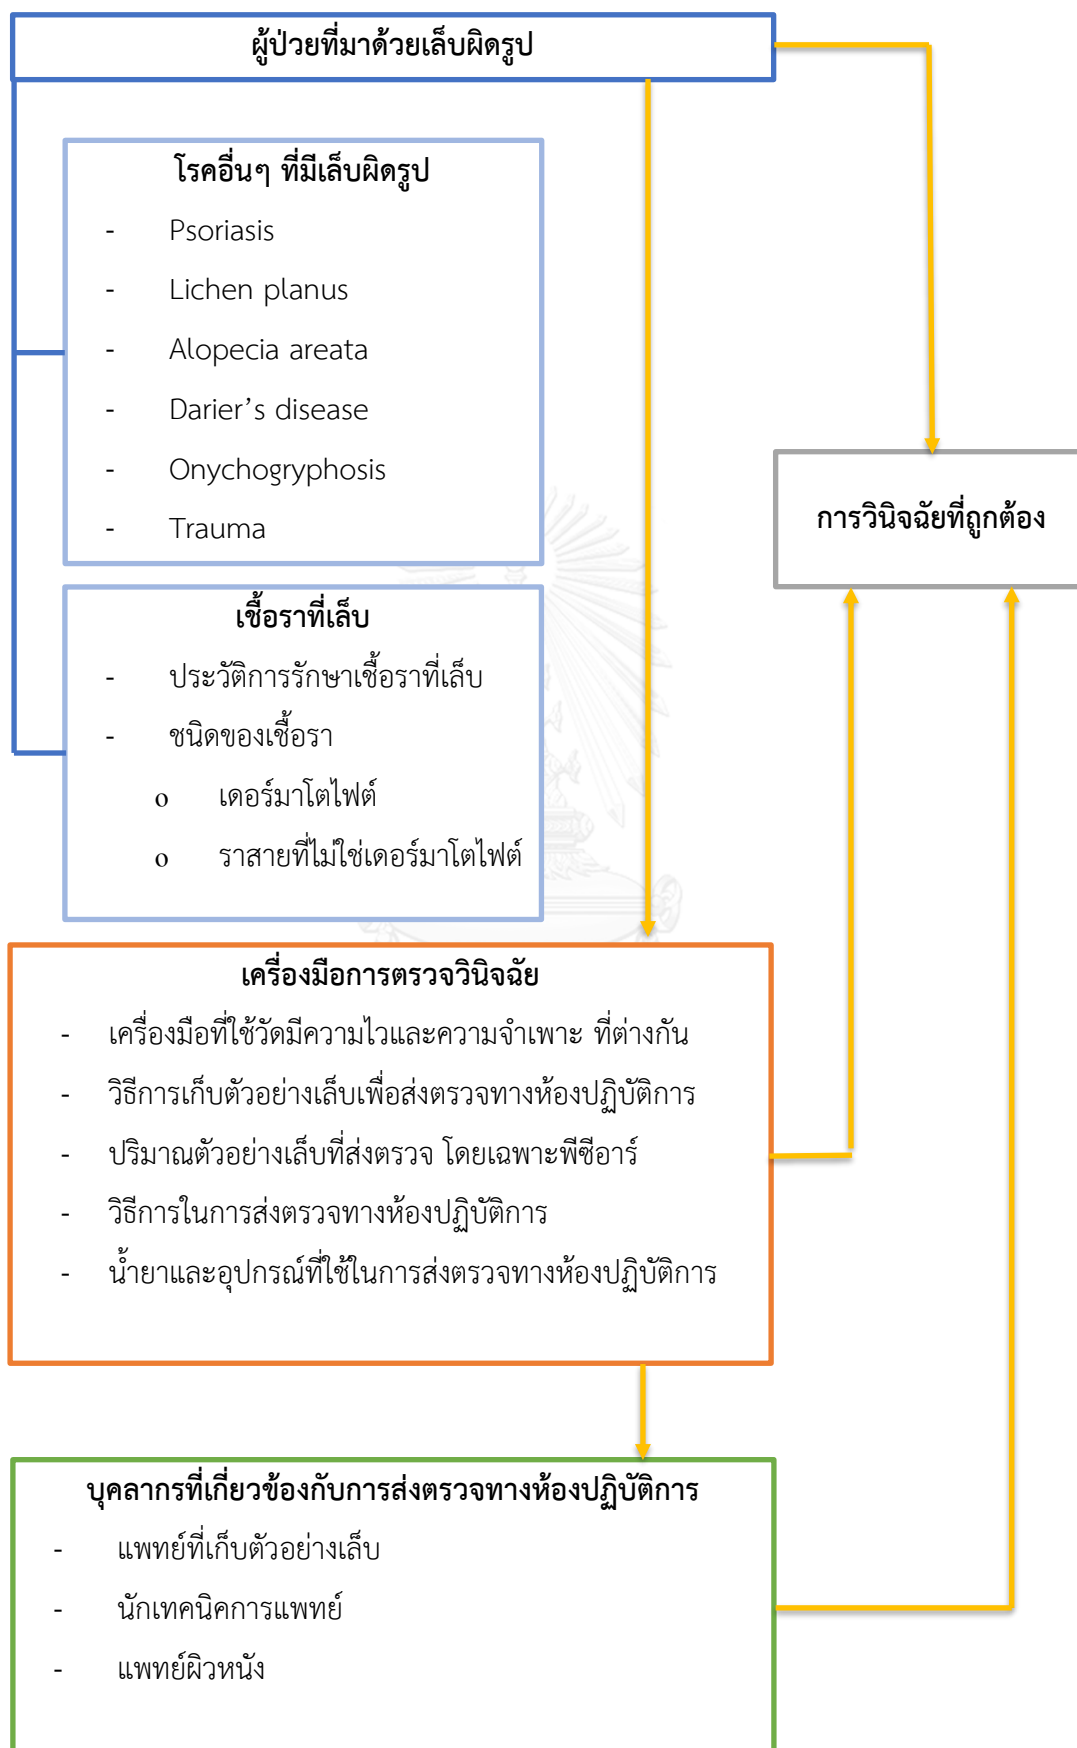 ผู้ป่วยที่มาด้วยเล็บผิดรูป
โรคอื่นๆ ที่มีเล็บผิดรูป
- Psoriasis
- Lichen planus
- Alopecia areata
- Darier’s disease
- Onychogryphosis
- Trauma
การวินิจฉัยที่ถูกต้อง
เชื้อราที่เล็บ
- ประวัติการรักษาเชื้อราที่เล็บ
- ชนิดของเชื้อรา
o เดอร์มาโตไฟต์
o ราสายที่ไม่ใช่เดอร์มาโตไฟต์
เครื่องมือการตรวจวินิจฉัย
- เครื่องมือที่ใช้วัดมีความไวและความจำเพาะ ที่ต่างกัน
- วิธีการเก็บตัวอย่างเล็บเพื่อส่งตรวจทางห้องปฏิบัติการ
- ปริมาณตัวอย่างเล็บที่ส่งตรวจ โดยเฉพาะพีซีอาร์
- วิธีการในการส่งตรวจทางห้องปฏิบัติการ
- น้ำยาและอุปกรณ์ที่ใช้ในการส่งตรวจทางห้องปฏิบัติการ
บุคลากรที่เกี่ยวข้องกับการส่งตรวจทางห้องปฏิบัติการ
- แพทย์ที่เก็บตัวอย่างเล็บ
- นักเทคนิคการแพทย์
- แพทย์ผิวหนัง